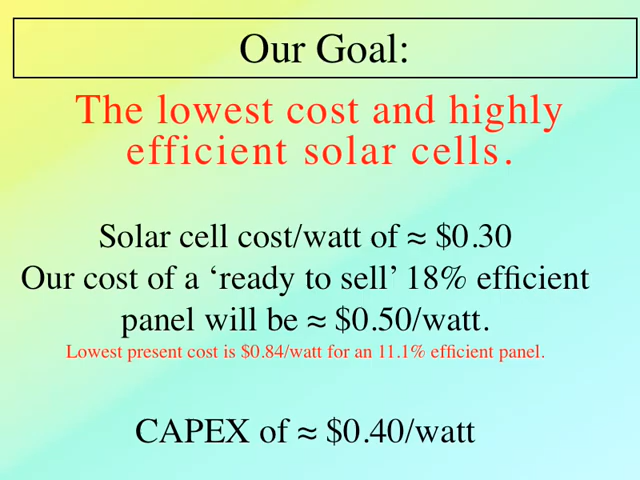 Our Goal:
The lowest cost and highly
efficient solar cells.
Solar cell cost/watt of ≈ $0.30
Our cost of a ‘ready to sell’ 18% efficient
panel will be ≈ $0.50/watt.
Lowest present cost is $0.84/watt for an 11.1% efficient panel.
CAPEX of ≈ $0.40/watt